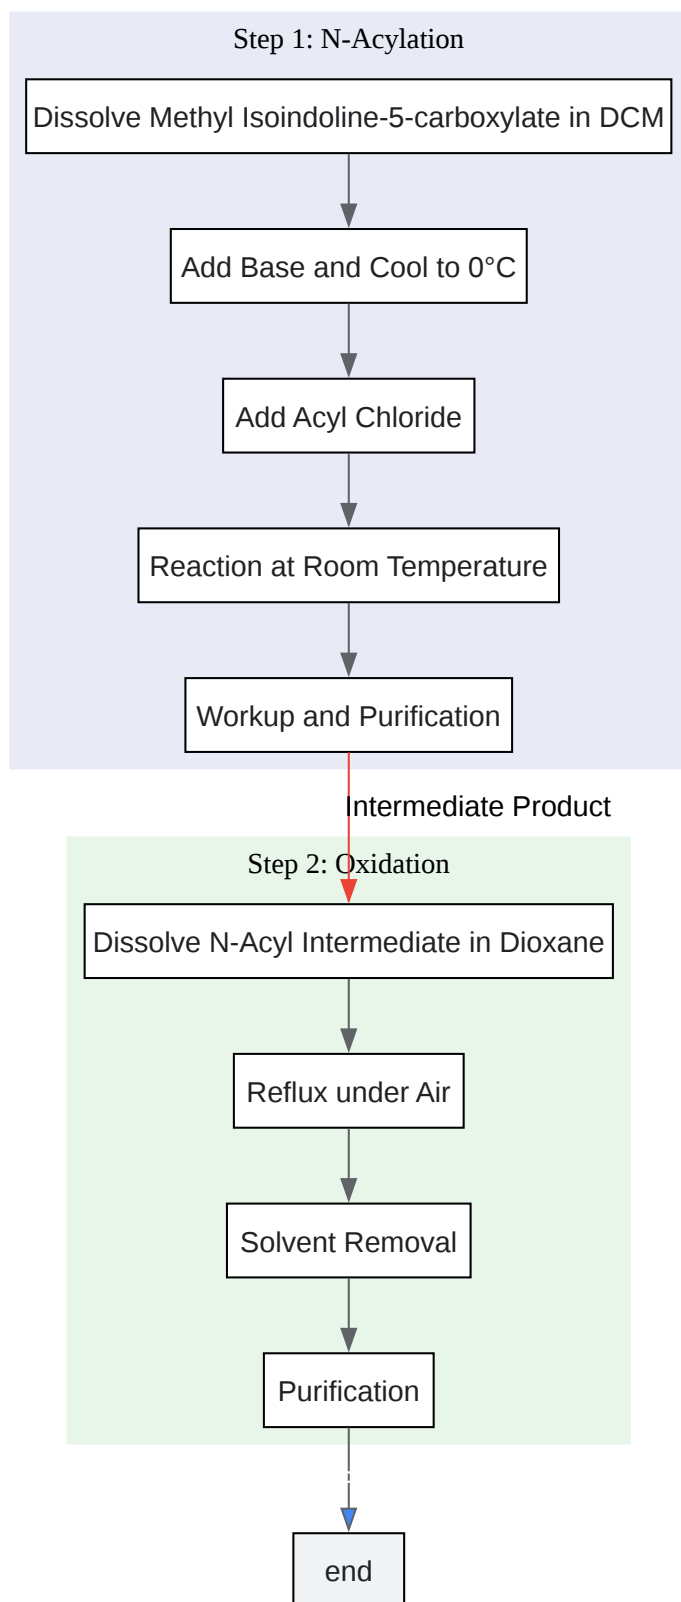 Step 1: N-Acylation
Dissolve Methyl Isoindoline-5-carboxylate in DCM
Add Base and Cool to 0°C
Add Acyl Chloride
Reaction at Room Temperature
Workup and Purification
Intermediate Product
Step 2: Oxidation
Dissolve N-Acyl Intermediate in Dioxane
Reflux under Air
Solvent Removal
Purification
end